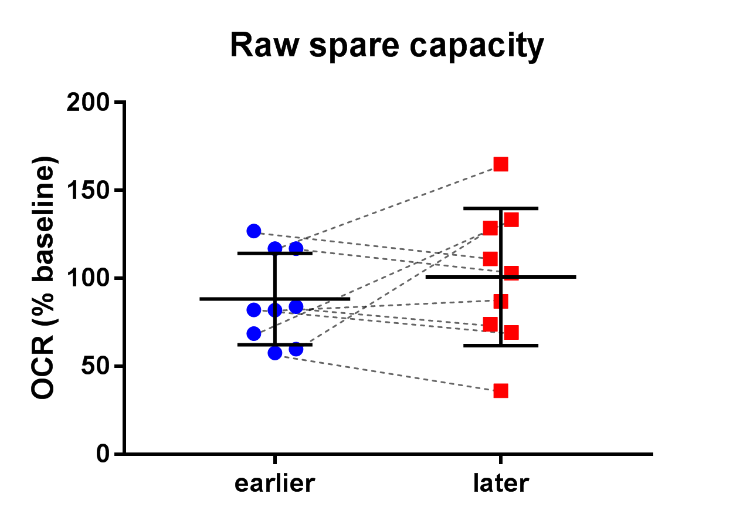 Raw spare capacity
OCR (% baseline)
200
150
100
50
0
earlier later